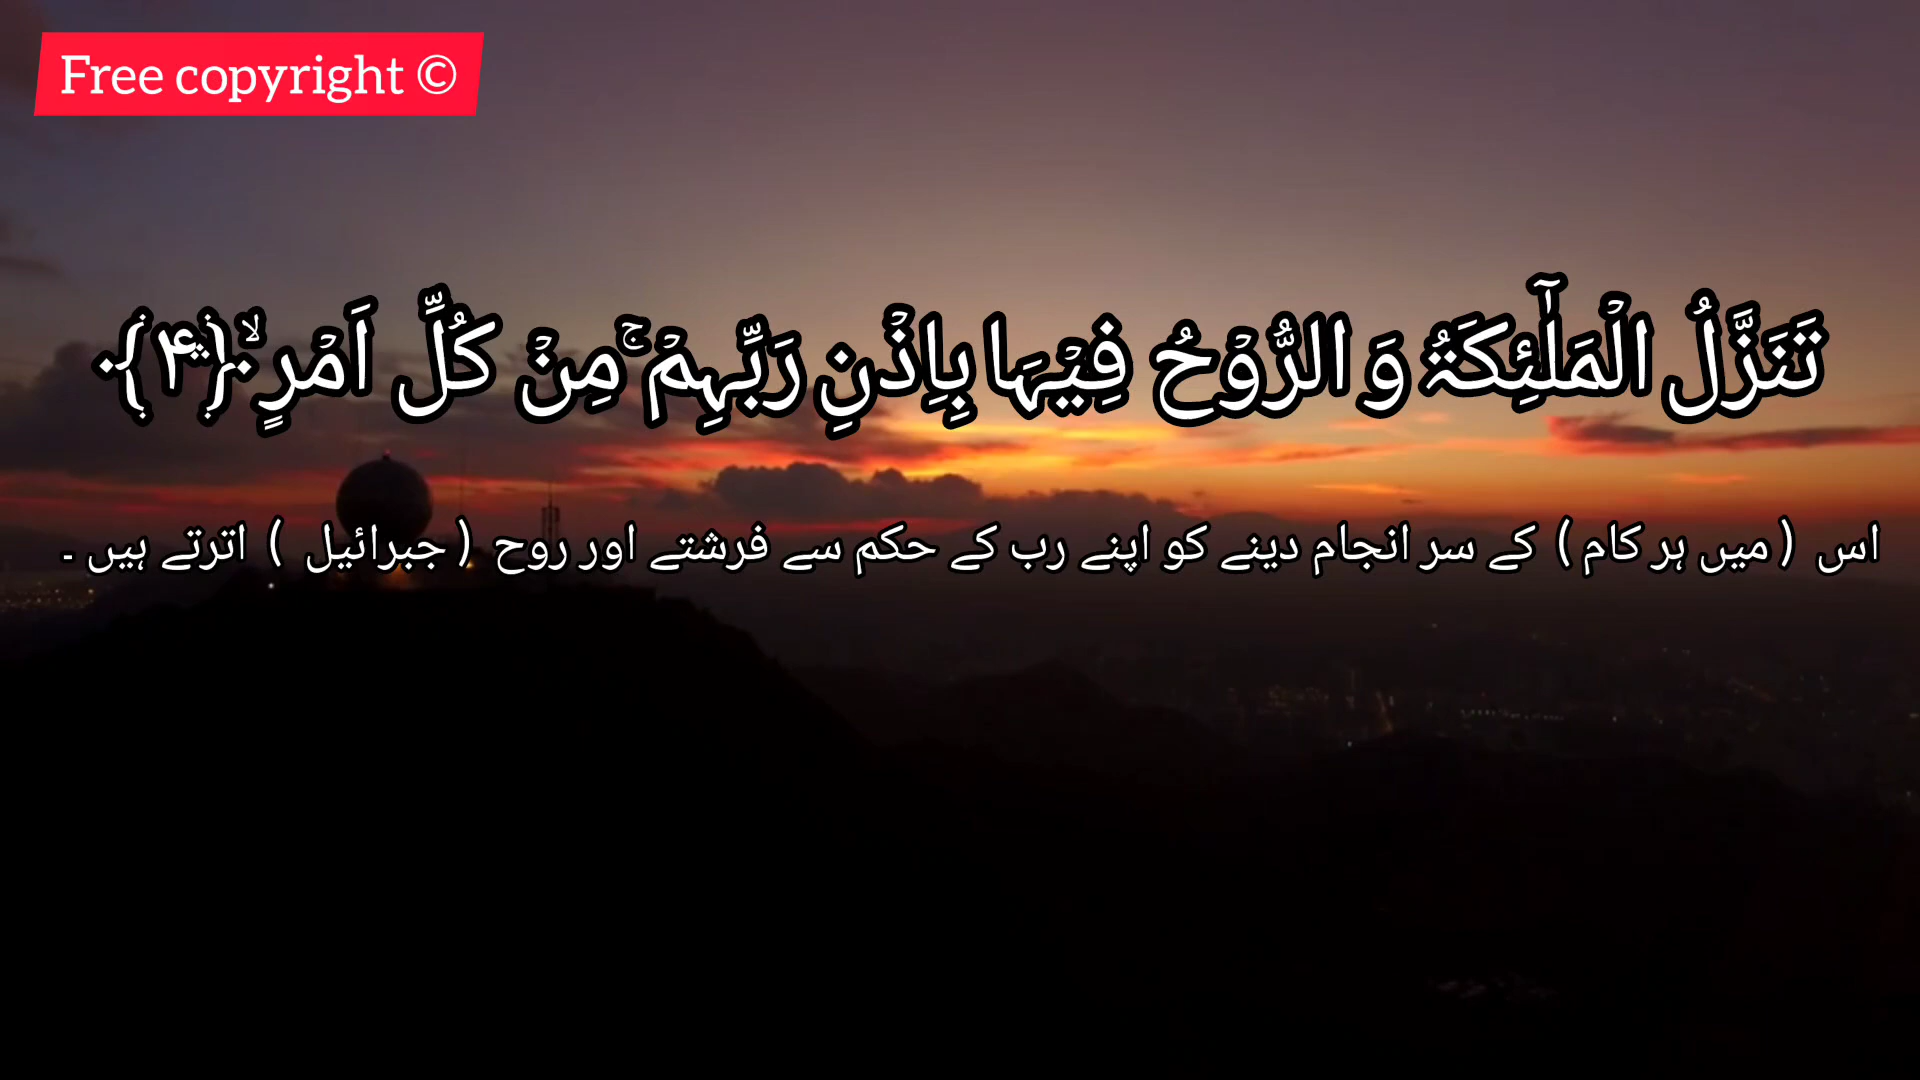 Free copyright ©
تَنَزَّلُ الۡمَلٰٓئِکَۃُ وَ الرُّوۡحُ فِیۡہَا بِاِذۡنِ رَبِّہِمۡ ۚ مِنۡ کُلِّ اَمۡرٍ ۙ﴿ۛ۴﴾
اس ( میں ہر کام ) کے سر انجام دینے کو اپنے رب کے حکم سے فرشتے اور روح ( جبرائیل ) اترتے ہیں ۔